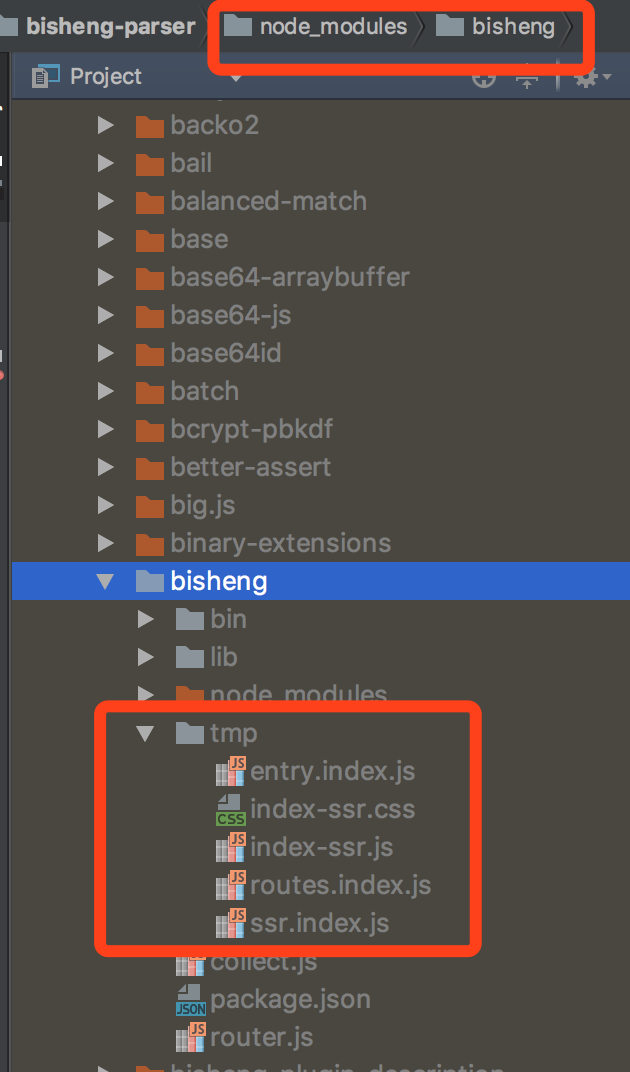 bisheng-parser node_modules bisheng
Project
backo2
bail
balanced-match
base
base64-arraybuffer
base64-js
base64id
batch
bcrypt-pbkdf
better-assert
big.js
binary-extensions
bisheng
bin
lib
node_modules
tmp
JS entry.index.js
CSS index-ssr.css
JS index-ssr.js
JS routes.index.js
JS ssr.index.js
collect.js
JSON package.json
JS router.js
bisheng-plugin-description